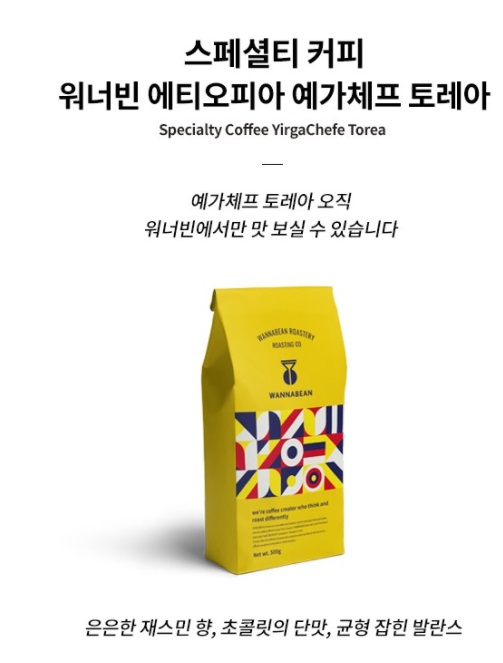 스페셜티 커피
워너빈 에티오피아 예가체프 토레아
Specialty Coffee YirgaChefe Torea
예가체프 토레아 오직
워너빈에서만 맛 보실 수 있습니다
WANNABEAN ROASTERY
ROASTING CO
WANNABEAN
we're coffee creator who think and
roast differently
Net wt. 500g
은은한 재스민 향, 초콜릿의 단맛, 균형 잡힌 발란스